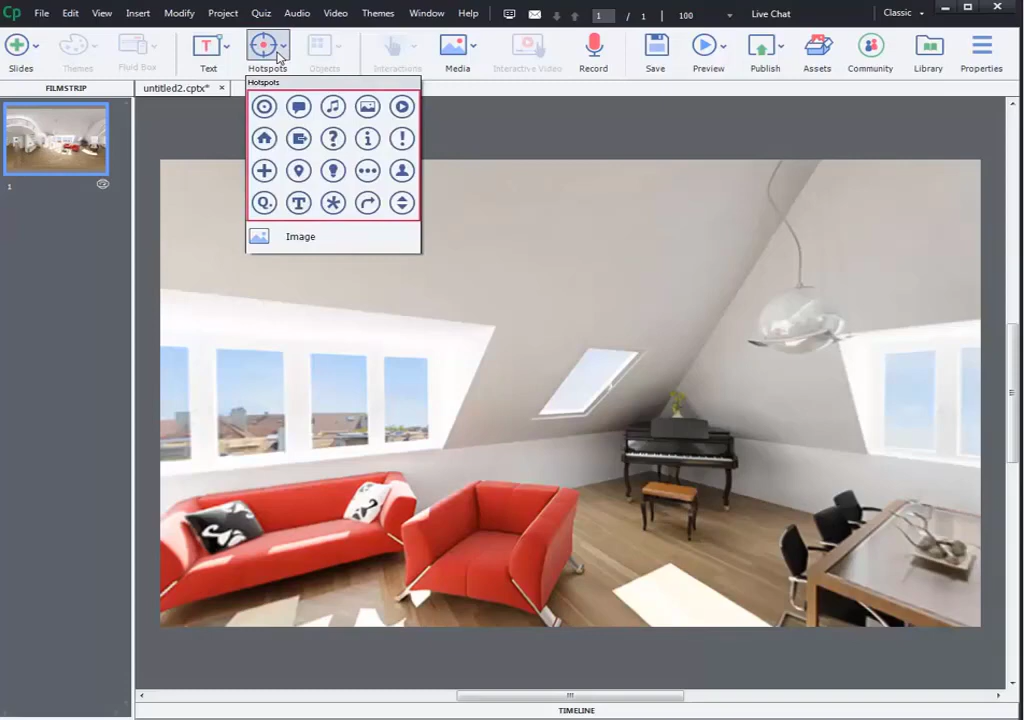 Cp File Edit View Insert Modify Project Quiz Audio Video Themes Window Help 1 / 1 100 Live Chat Classic
Slides Themes Fluid Box Text Hotspots Objects Interactions Media Interactive Video Record Save Preview Publish Assets Community Library Properties
FILMSTRIP
untitled2.cptx*
Hotspots
Q.
T
Image
1
TIMELINE